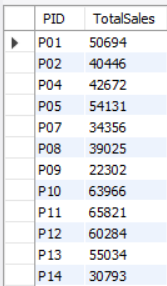 PID TotalSales
P01 50694
P02 40446
P04 42672
P05 54131
P07 34356
P08 39025
P09 22302
P10 63966
P11 65821
P12 60284
P13 55034
P14 30793